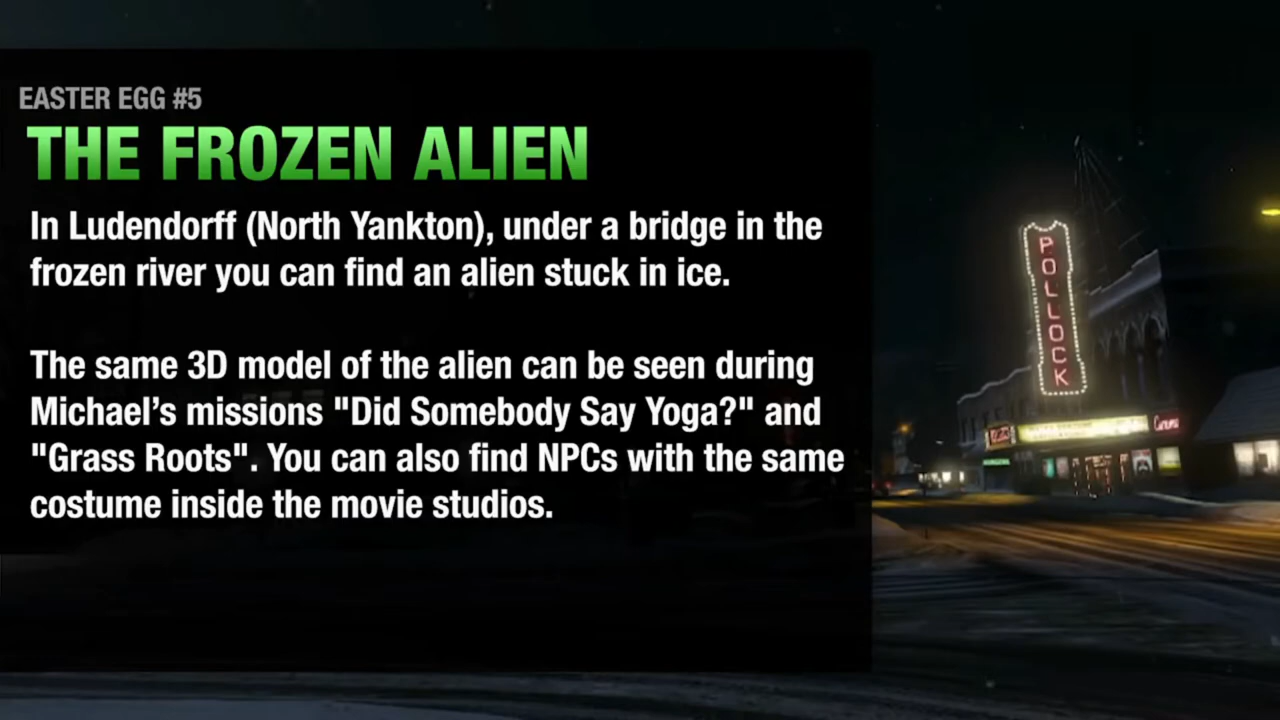 EASTER EGG #5
THE FROZEN ALIEN
In Ludendorff (North Yankton), under a bridge in the
frozen river you can find an alien stuck in ice.
The same 3D model of the alien can be seen during
Michael’s missions "Did Somebody Say Yoga?" and
"Grass Roots". You can also find NPCs with the same
costume inside the movie studios.
POLLOCK